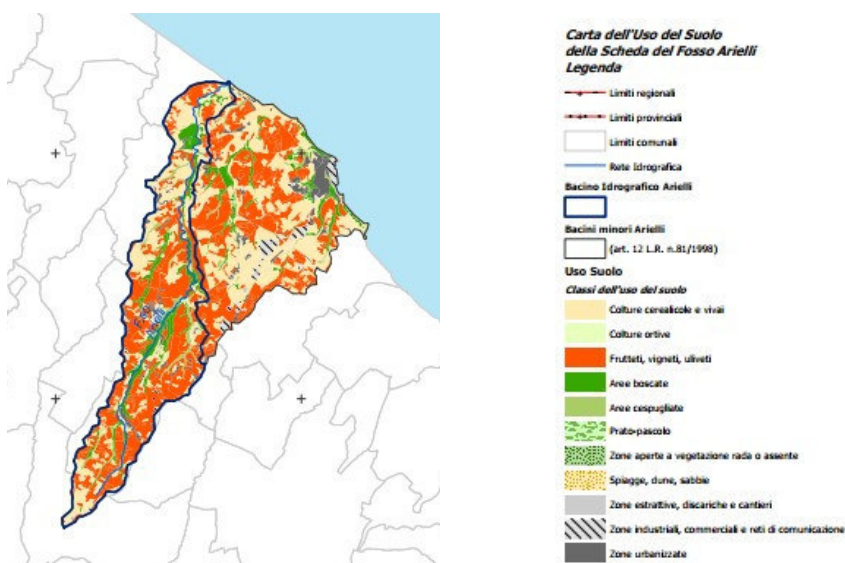 Carta dell'Uso del Suolo
della Scheda del Fosso Arielli
Legenda
Limiti regionali
Limiti provinciali
Limiti comunali
Rete Idrografica
Bacino Idrografico Arielli
Bacini minori Arielli
(art. 12 L.R. n.81/1998)
Uso Suolo
Classi dell'uso del suolo
Colture cerealicole e vivai
Colture ortive
Frutteti, vigneti, uliveti
Aree boscate
Aree cespugliate
Prato-pascolo
Zone aperte a vegetazione rada o assente
Spiagge, dune, sabbie
Zone estrattive, discariche e cantieri
Zone industriali, commerciali e reti di comunicazione
Zone urbanizzate